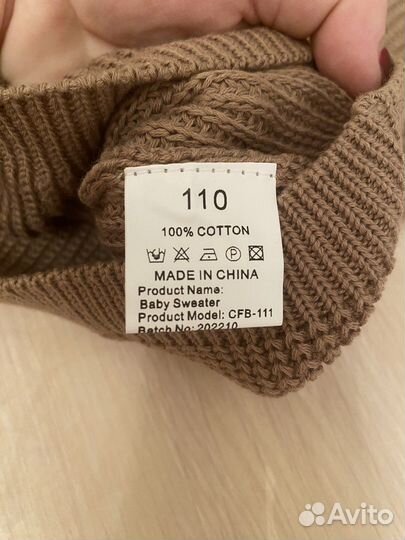 110
100% COTTON
MADE IN CHINA
Product Name:
Baby Sweater
Product Model: CFB-111
Batch No: 202210
Avito